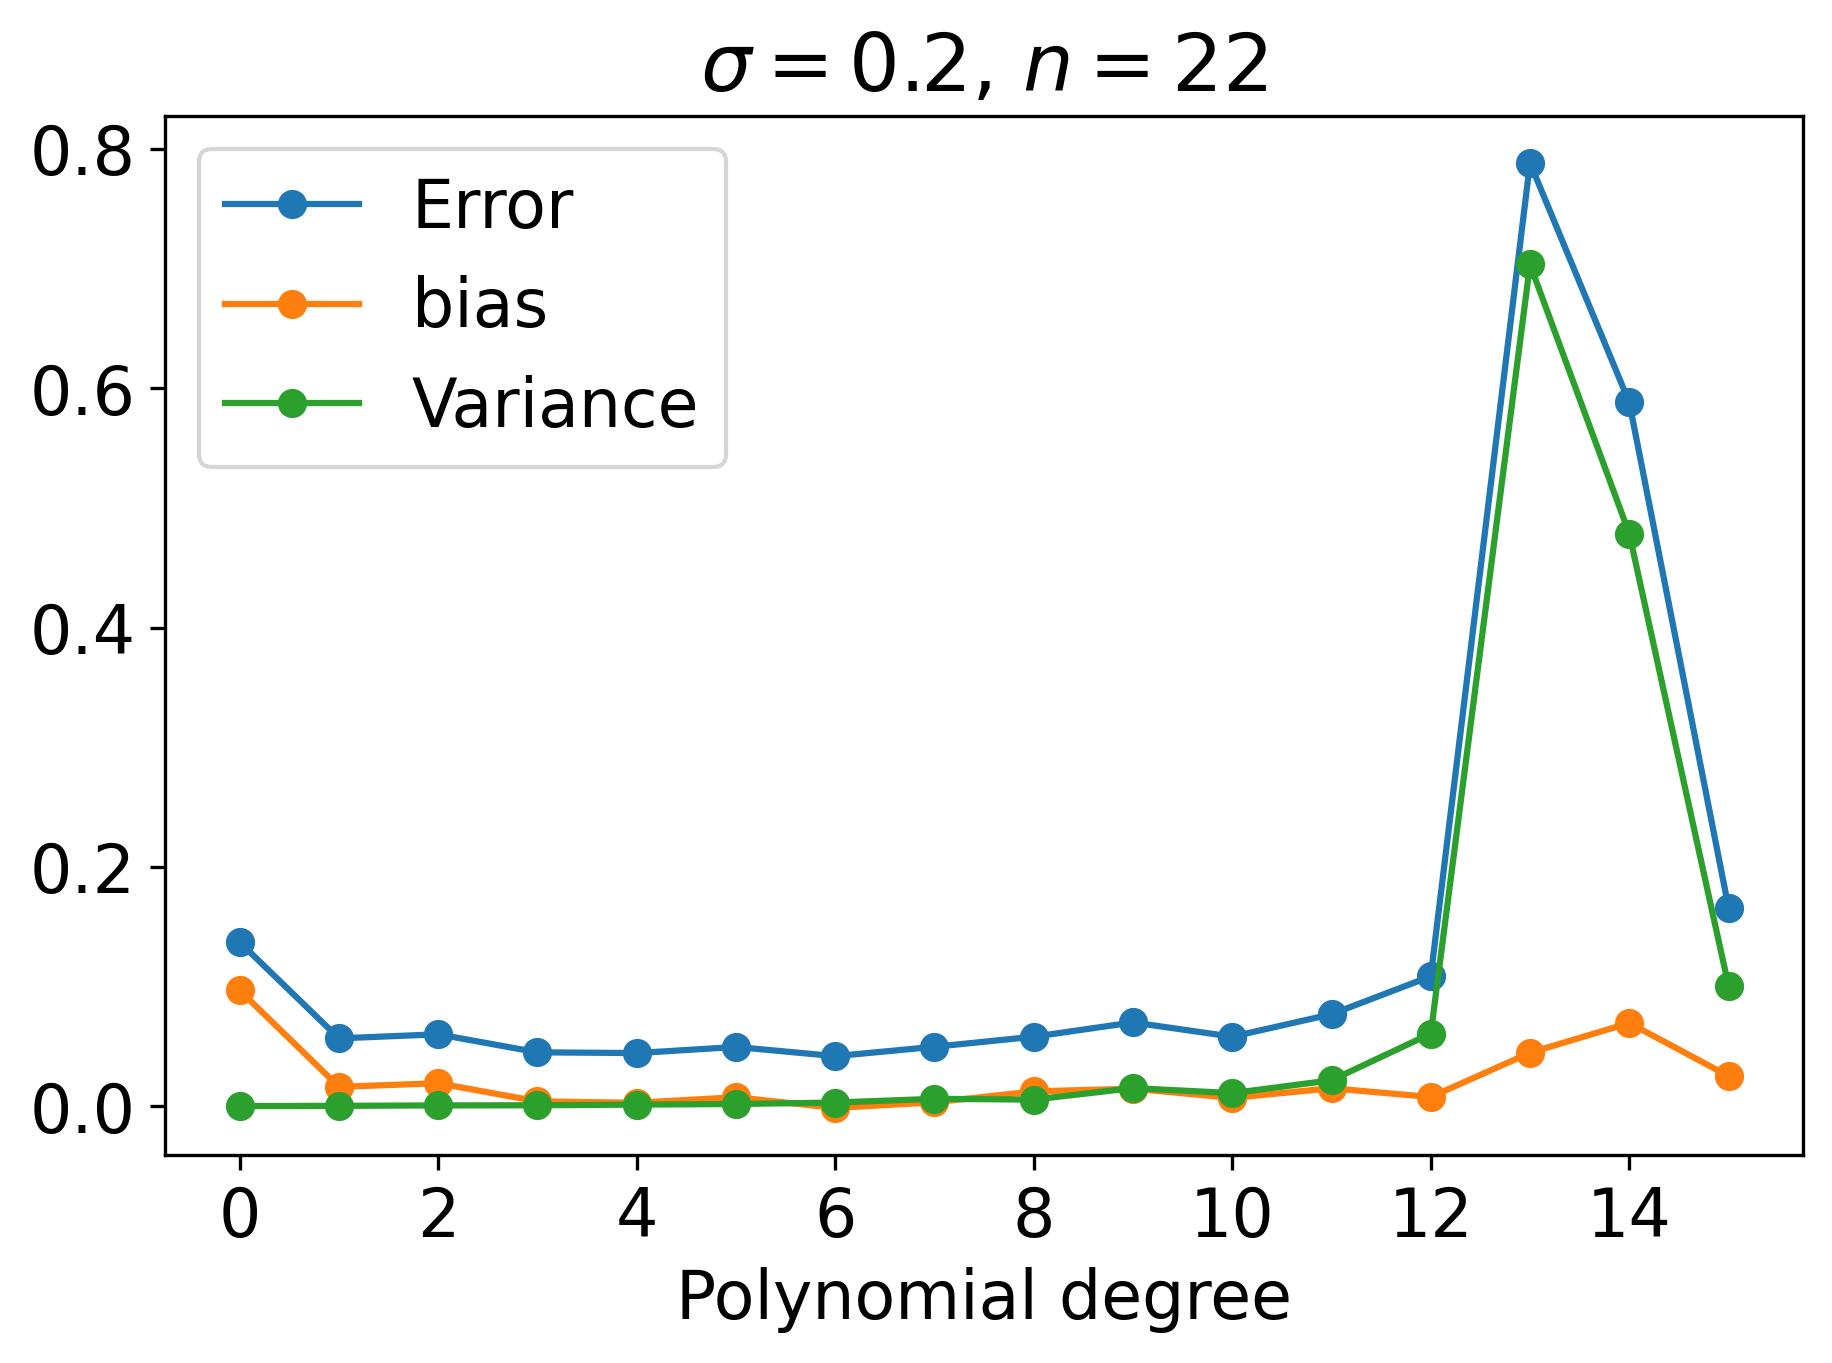 σ = 0.2, n = 22
0.8
0.6
0.4
0.2
0.0
Error
bias
Variance
0 2 4 6 8 10 12 14
Polynomial degree